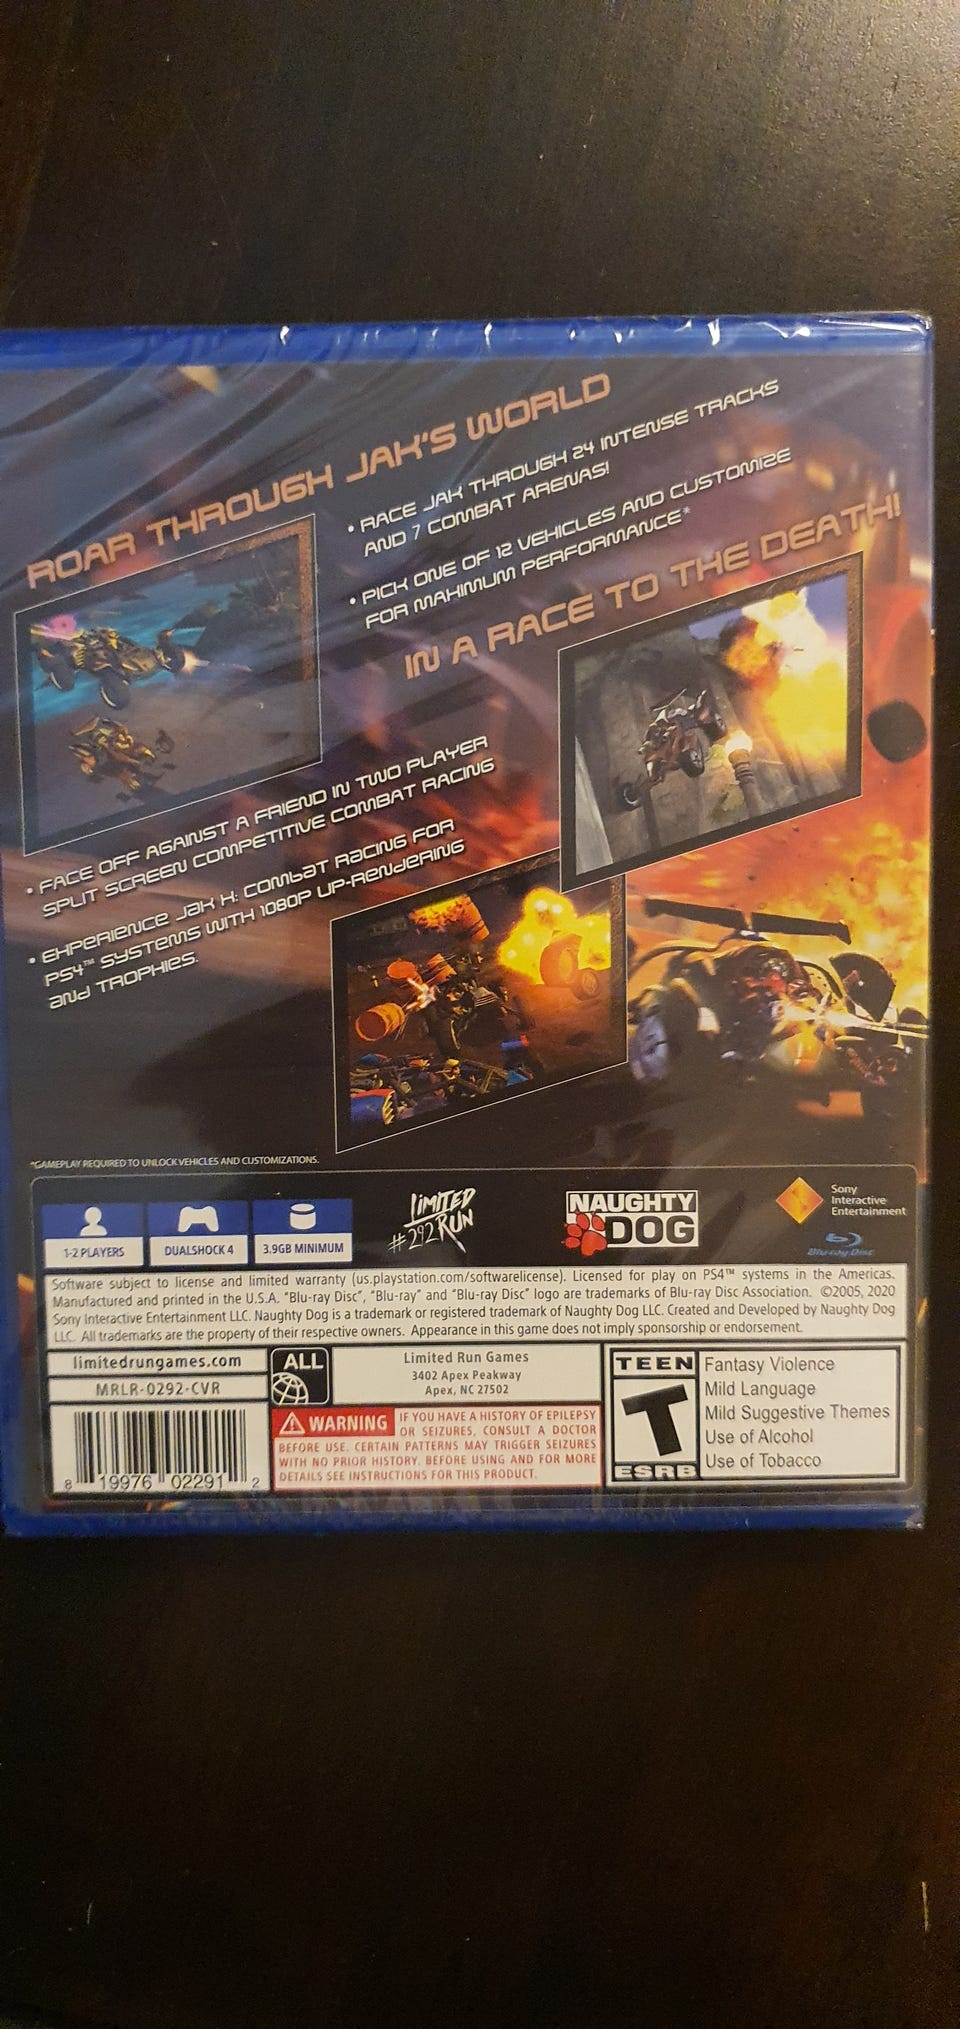 ROAR THROUGH JAK'S WORLD
• RACE JAK THROUGH 24 INTENSE TRACKS
AND 7 COMBAT ARENAS!
• PICK ONE OF 12 VEHICLES AND CUSTOMIZE
FOR MAXIMUM PERFORMANCE*
IN A RACE TO THE DEATH!
• FACE OFF AGAINST A FRIEND IN TWO PLAYER
SPLIT SCREEN COMPETITIVE COMBAT RACING
• EXPERIENCE JAK X: COMBAT RACING FOR
PS4™ SYSTEMS WITH 1080P UP-RENDERING
AND TROPHIES.
*GAMEPLAY REQUIRED TO UNLOCK VEHICLES AND CUSTOMIZATIONS.
1-2 PLAYERS
DUALSHOCK 4
3.9GB MINIMUM
LIMITED
RUN
#292
NAUGHTY
DOG
Sony
Interactive
Entertainment
Blu-ray Disc
Software subject to license and limited warranty (us.playstation.com/softwarelicense). Licensed for play on PS4™ systems in the Americas.
Manufactured and printed in the U.S.A. "Blu-ray Disc", "Blu-ray" and "Blu-ray Disc" logo are trademarks of Blu-ray Disc Association. ©2005, 2020
Sony Interactive Entertainment LLC. Naughty Dog is a trademark or registered trademark of Naughty Dog LLC. Created and Developed by Naughty Dog
LLC. All trademarks are the property of their respective owners. Appearance in this game does not imply sponsorship or endorsement.
limitedrungames.com
MRLR-0292-CVR
8 19976 02291 2
ALL
Limited Run Games
3402 Apex Peakway
Apex, NC 27502
WARNING IF YOU HAVE A HISTORY OF EPILEPSY
OR SEIZURES, CONSULT A DOCTOR
BEFORE USE. CERTAIN PATTERNS MAY TRIGGER SEIZURES
WITH NO PRIOR HISTORY. BEFORE USING AND FOR MORE
DETAILS SEE INSTRUCTIONS FOR THIS PRODUCT.
TEEN
T
ESRB
Fantasy Violence
Mild Language
Mild Suggestive Themes
Use of Alcohol
Use of Tobacco